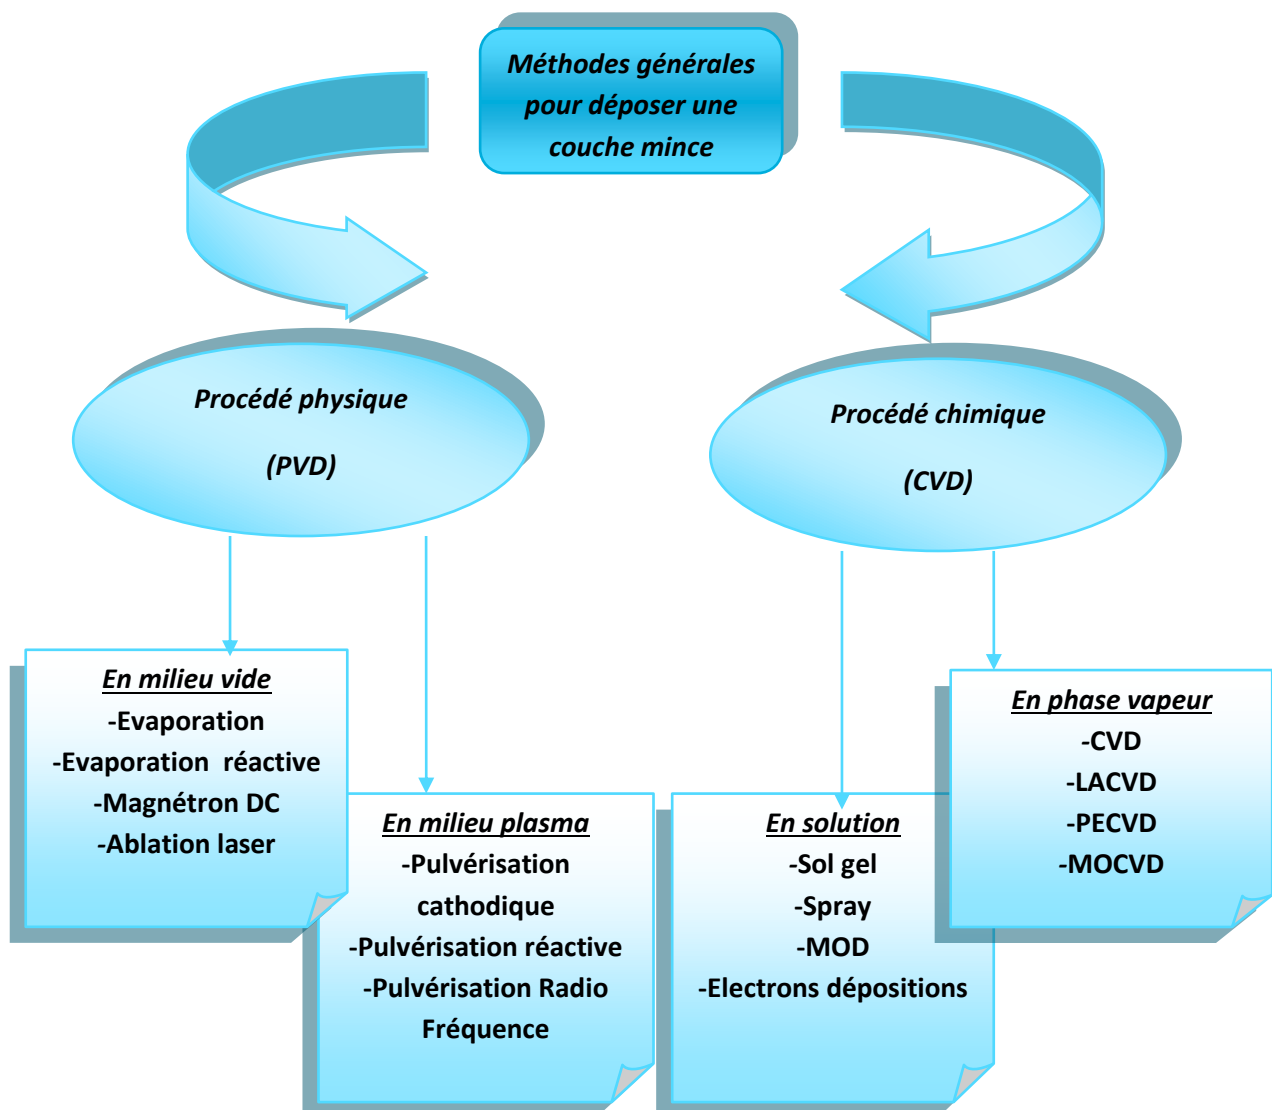 Méthodes générales
pour déposer une
couche mince
Procédé physique
(PVD)
Procédé chimique
(CVD)
En milieu vide
-Evaporation
-Evaporation  réactive
-Magnétron DC
-Ablation laser
En milieu plasma
-Pulvérisation
cathodique
-Pulvérisation réactive
-Pulvérisation Radio
Fréquence
En solution
-Sol gel
-Spray
-MOD
-Electrons dépositions
En phase vapeur
-CVD
-LACVD
-PECVD
-MOCVD